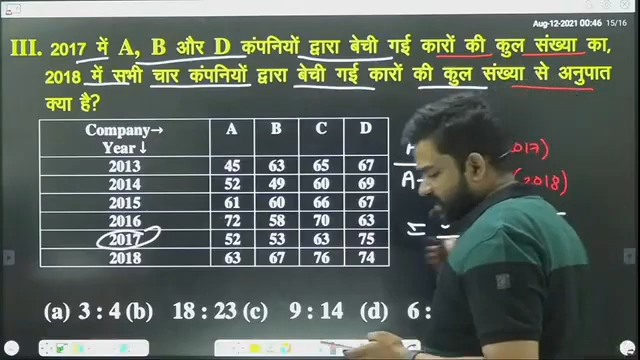 Aug-12-2021 00:46 15/16
III. 2017 में A, B और D कंपनियों द्वारा बेची गई कारों की कुल संख्या का,
2018 में सभी चार कंपनियों द्वारा बेची गई कारों की कुल संख्या से अनुपात
क्या है?
Company→ A B C D
Year↓
2013 45 63 65 67
2014 52 49 60 69
2015 61 60 66 67
2016 72 58 70 63
2017 52 53 63 75
2018 63 67 76 74
2017)
(2018)
(a) 3 : 4 (b) 18 : 23 (c) 9 : 14 (d) 6 :